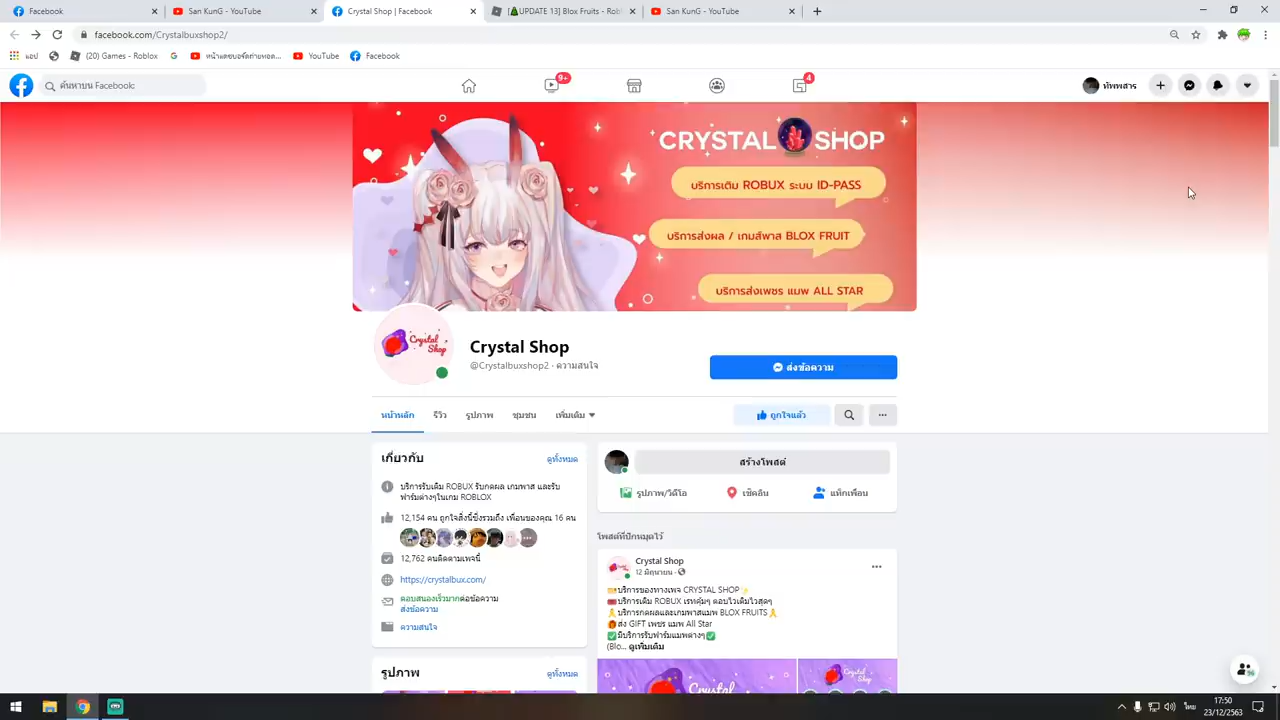 Facebook
San KunG - YouTube
Crystal Shop | Facebook
[🎄UPDATE 13] Blox Fruits - Rob
San KunG - YouTube
facebook.com/Crystalbuxshop2/
แอป
(20) Games - Roblox
YouTube
Facebook
ค้นหาบน Facebook
9+
4
ทัพพสาร
CRYSTAL SHOP
บริการเติม ROBUX ระบบ ID-PASS
บริการส่งผล / เกมส์พาส BLOX FRUIT
บริการส่งเพชร แมพ ALL STAR
Crystal Shop
Crystal Shop
@Crystalbuxshop2 · ความสนใจ
ส่งข้อความ
หน้าหลัก
รีวิว
รูปภาพ
ชุมชน
เพิ่มเติม
ถูกใจแล้ว
เกี่ยวกับ
ดูทั้งหมด
บริการรับเติม ROBUX รับกดผล เกมพาส และรับ
ฟาร์มต่างๆในเกม ROBLOX
12,154 คน ถูกใจสิ่งนี้ซึ่งรวมถึง เพื่อนของคุณ 16 คน
12,762 คนติดตามเพจนี้
https://crystalbux.com/
ตอบสนองเร็วมากต่อข้อความ
ส่งข้อความ
ความสนใจ
รูปภาพ
ดูทั้งหมด
สร้างโพสต์
รูปภาพ/วิดีโอ
เช็คอิน
แท็กเพื่อน
โพสต์ที่ปักหมุดไว้
Crystal Shop
12 มิถุนายน ·
🎫บริการของทางเพจ CRYSTAL SHOP✨
🎟️บริการเติม ROBUX เรทคุ้มๆ ตอบไวเติมไวสุดๆ
บริการกดผลและเกมพาสแมพ BLOX FRUITS
ส่ง GIFT เพชร แมพ All Star
✅มีบริการรับฟาร์มแมพต่างๆ✅
(Blo... ดูเพิ่มเติม
Crystal
Crystal
96
17:50
ไทย
23/12/2563